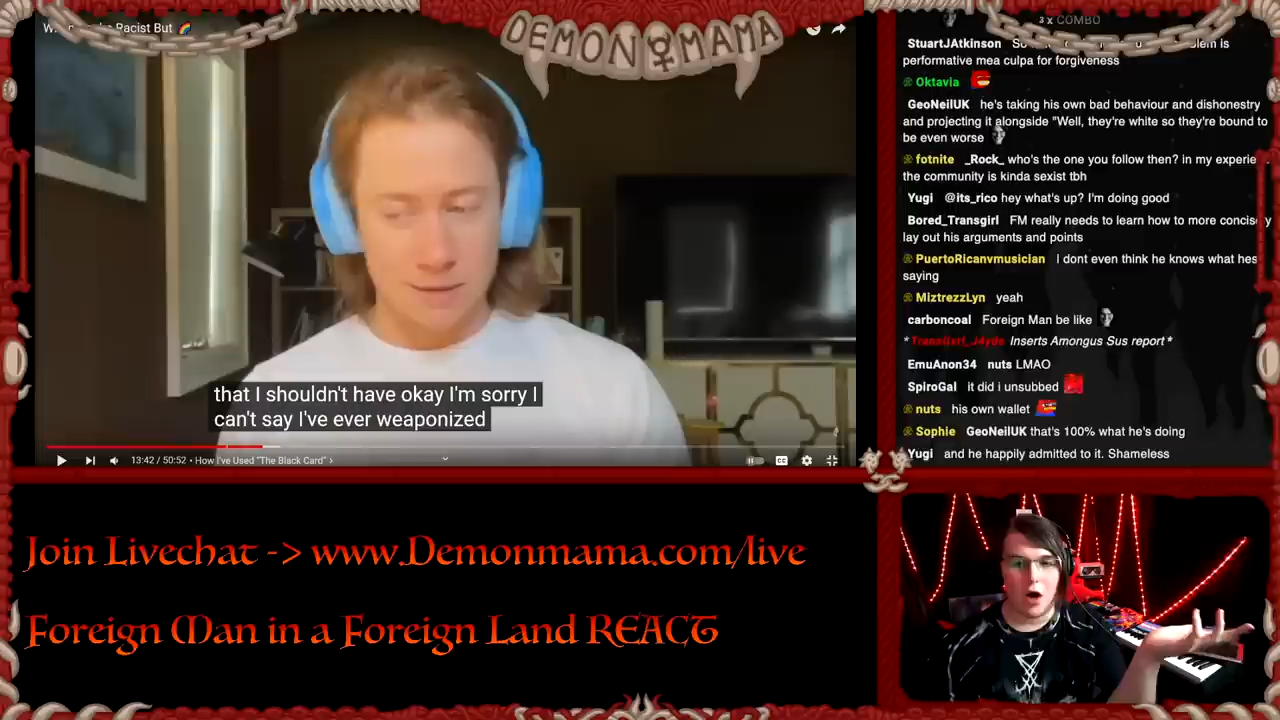 Racist But
DEMON MAMA
that I shouldn't have okay I'm sorry I
can't say I've ever weaponized
13:42 / 50:52 • How I've Used "The Black Card" ›
CC
3 x COMBO
StuartJAtkinson is
performative mea culpa for forgiveness
Oktavia
GeoNeilUK he's taking his own bad behaviour and dishonestry
and projecting it alongside "Well, they're white so they're bound to
be even worse
fotnite _Rock_ who's the one you follow then? in my experie
the community is kinda sexist tbh
Yugi @its_rico hey what's up? I'm doing good
Bored_Transgirl FM really needs to learn how to more concisely
lay out his arguments and points
PuertoRicanvmusician I dont even think he knows what hes
saying
MiztrezzLyn yeah
carboncoal Foreign Man be like
* Inserts Amongus Sus report *
EmuAnon34 nuts LMAO
SpiroGal it did i unsubbed
nuts his own wallet
Sophie GeoNeilUK that's 100% what he's doing
Yugi and he happily admitted to it. Shameless
Join Livechat -> www.Demonmama.com/live
Foreign Man in a Foreign Land REACT